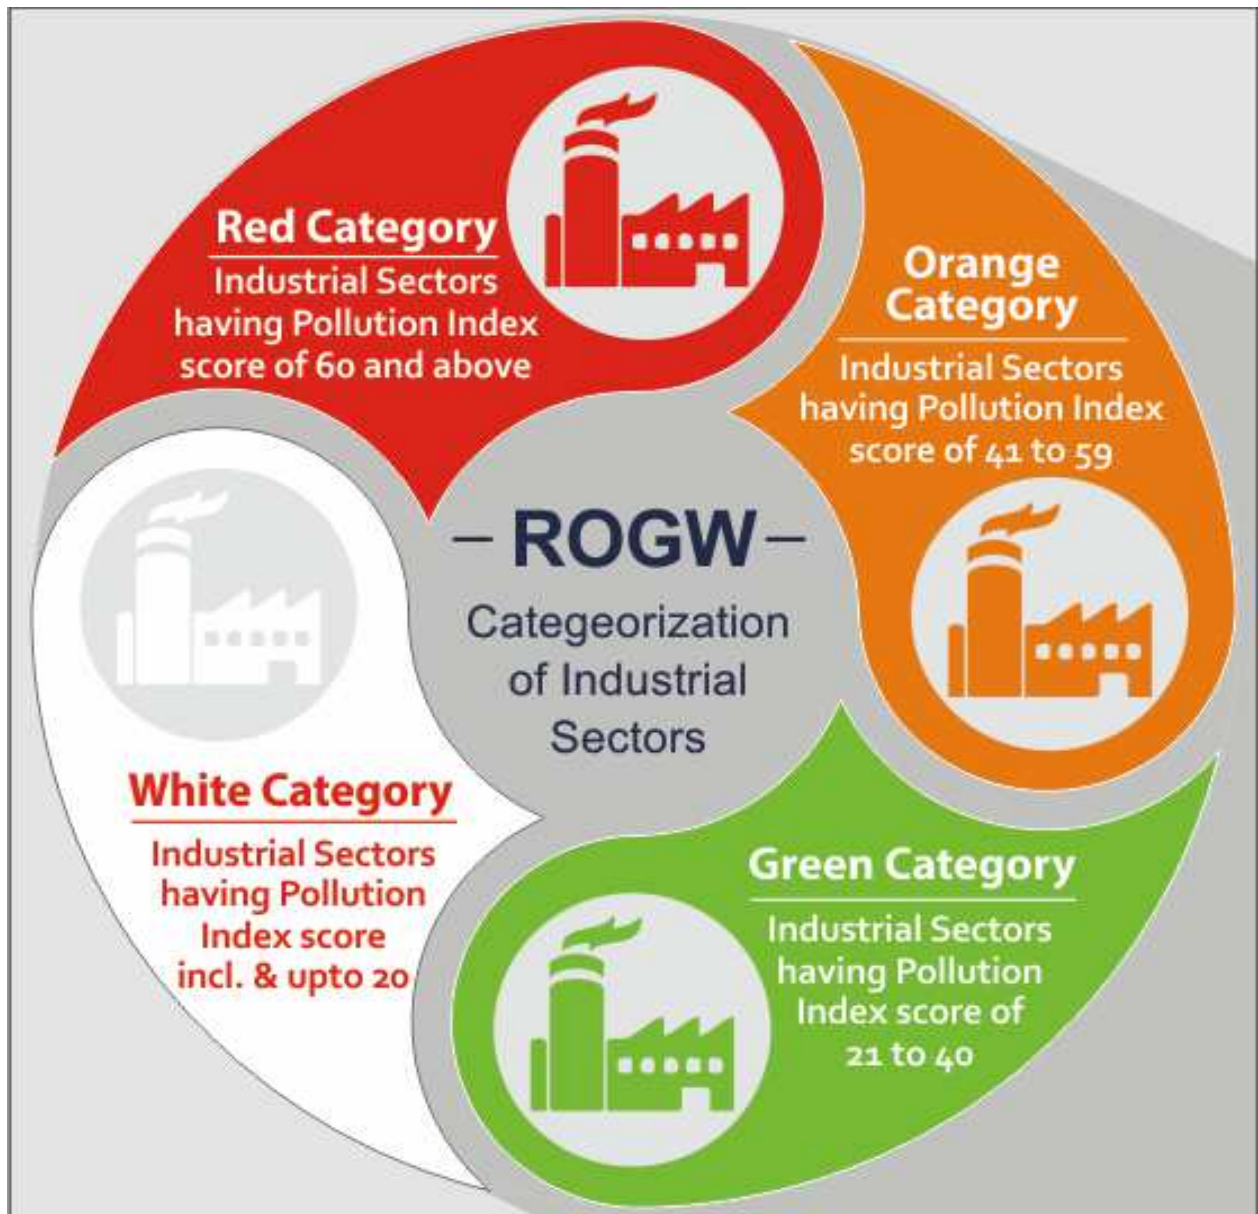 Red Category
Industrial Sectors
having Pollution Index
score of 60 and above
Orange
Category
Industrial Sectors
having Pollution Index
score of 41 to 59
– ROGW –
Categeorization
of Industrial
Sectors
White Category
Industrial Sectors
having Pollution
Index score
incl. & upto 20
Green Category
Industrial Sectors
having Pollution
Index score of
21 to 40